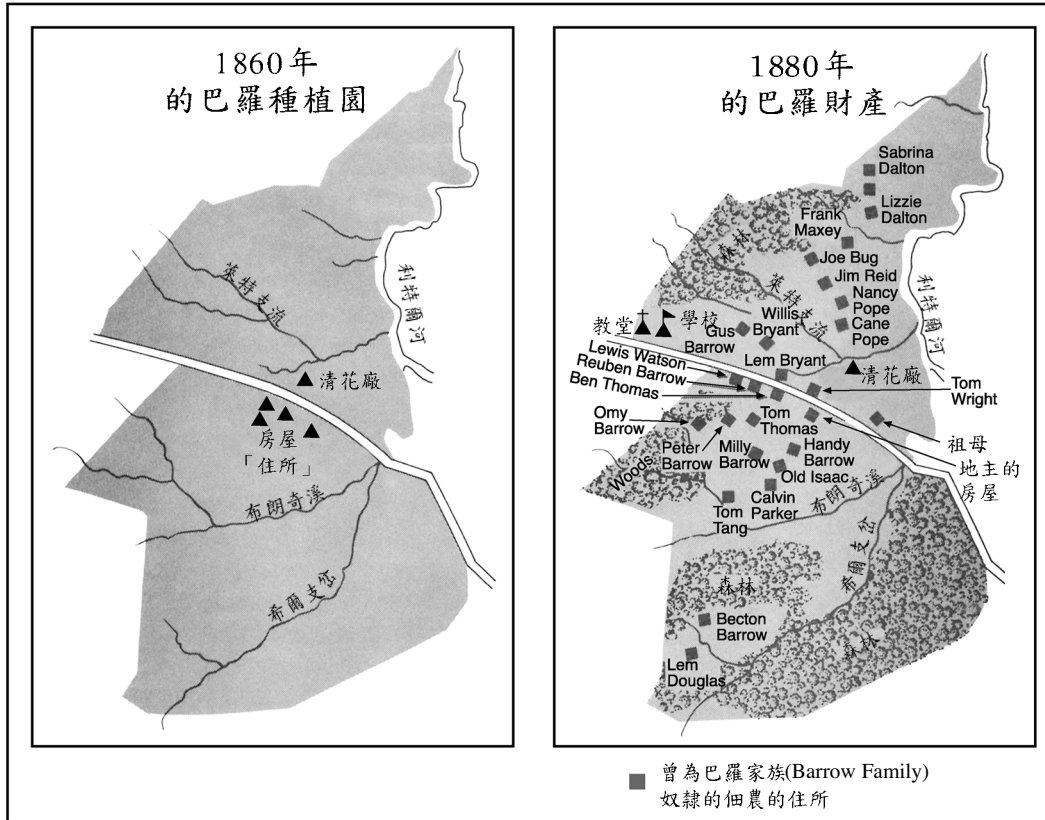 1860年
的巴羅種植園
萊特支流
利特爾河
清花廠
房屋
「住所」
布朗奇溪
希爾支岔
1880年
的巴羅財產
Sabrina
Dalton
Lizzie
Dalton
Frank
Maxey
森林
Joe Bug
萊特支流
Jim Reid
Nancy
Pope
Cane
Pope
利特爾河
教堂
學校
Willis
Bryant
Gus
Barrow
Lem Bryant
清花廠
Lewis Watson
Reuben Barrow
Ben Thomas
Tom
Wright
Omy
Barrow
Tom
Thomas
祖母
Peter
Barrow
Milly
Barrow
Handy
Barrow
地主的
房屋
Woods
Old Isaac
Calvin
Parker
布朗奇溪
Tom
Tang
希爾支岔
森林
Becton
Barrow
森林
Lem
Douglas
曾為巴羅家族(Barrow Family)
奴隸的佃農的住所